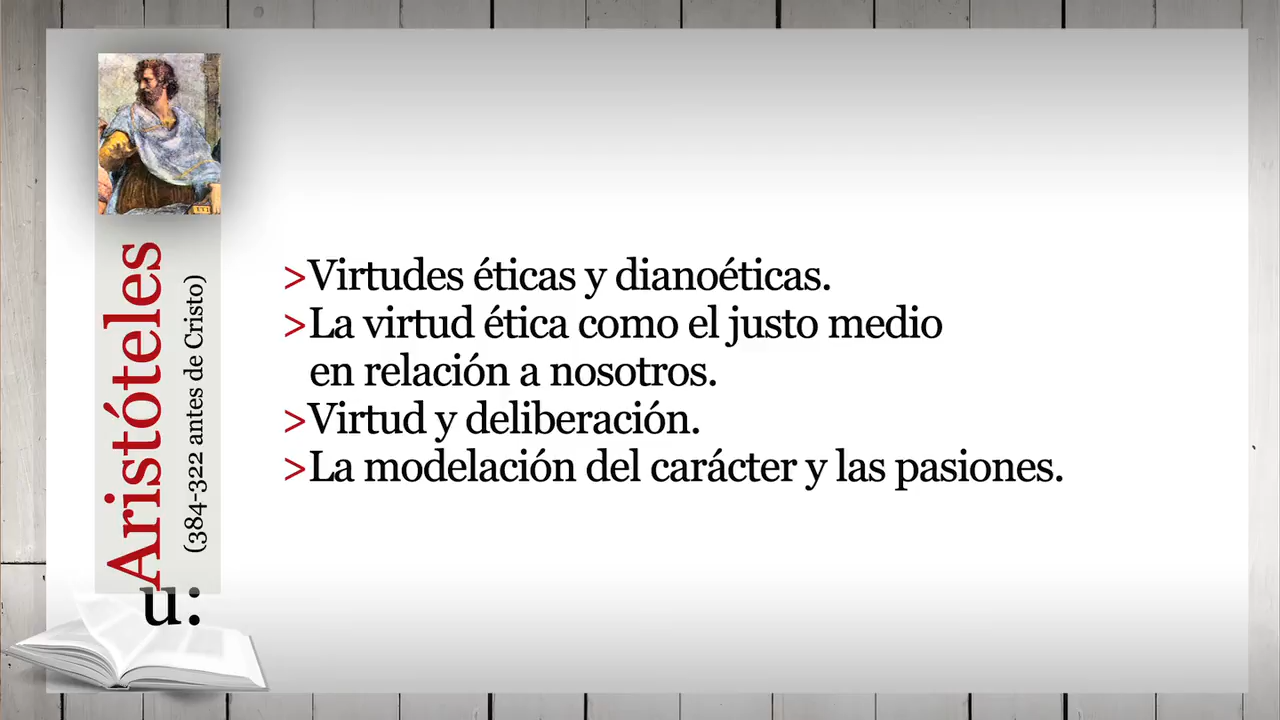 Aristóteles
(384-322 antes de Cristo)
u:
>Virtudes éticas y dianoéticas.
>La virtud ética como el justo medio
en relación a nosotros.
>Virtud y deliberación.
>La modelación del carácter y las pasiones.